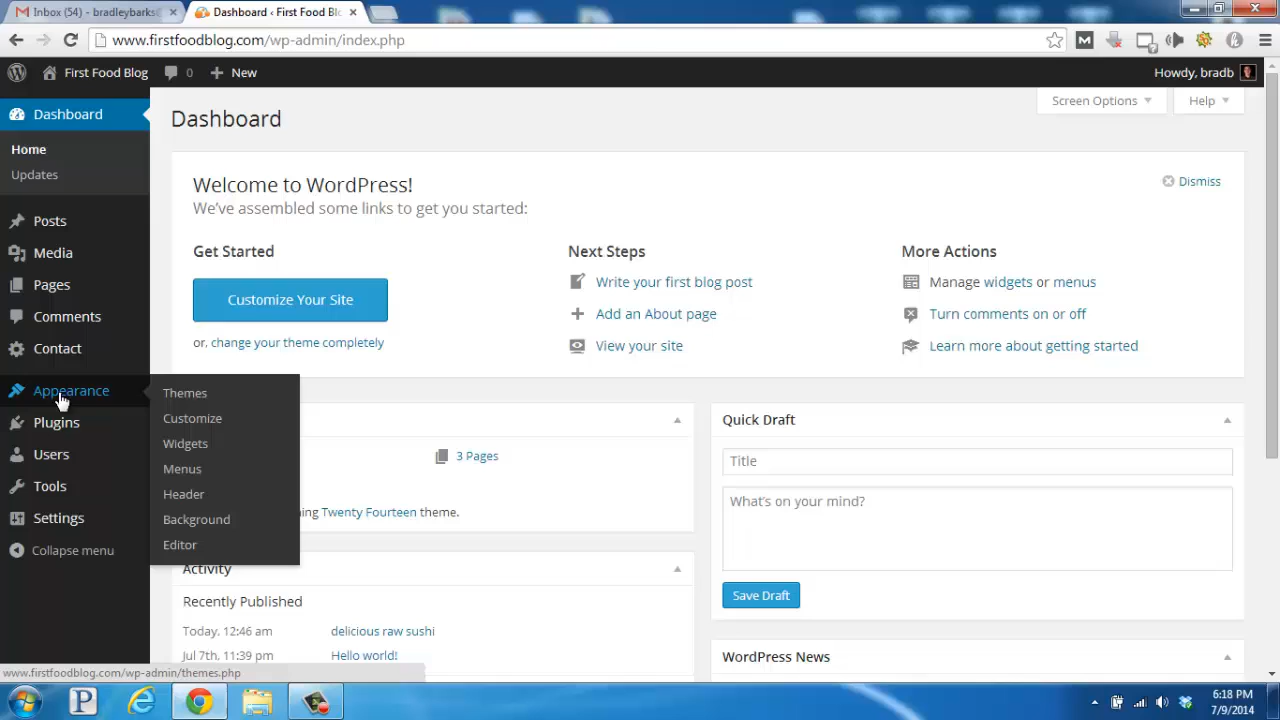 Inbox (54) - bradleybarks@
Dashboard ‹ First Food Blo
www.firstfoodblog.com/wp-admin/index.php
First Food Blog 0 New Howdy, bradb
Dashboard
Home
Updates
Posts
Media
Pages
Comments
Contact
Appearance
Plugins
Users
Tools
Settings
Collapse menu
Themes
Customize
Widgets
Menus
Header
Background
Editor
Screen Options Help
Dashboard
Welcome to WordPress!
Dismiss
We've assembled some links to get you started:
Get Started
Customize Your Site
or, change your theme completely
Next Steps
Write your first blog post
Add an About page
View your site
More Actions
Manage widgets or menus
Turn comments on or off
Learn more about getting started
3 Pages
Twenty Fourteen theme.
Activity
Recently Published
Today, 12:46 am delicious raw sushi
Jul 7th, 11:39 pm Hello world!
Quick Draft
Title
What's on your mind?
Save Draft
WordPress News
www.firstfoodblog.com/wp-admin/themes.php
6:18 PM
7/9/2014